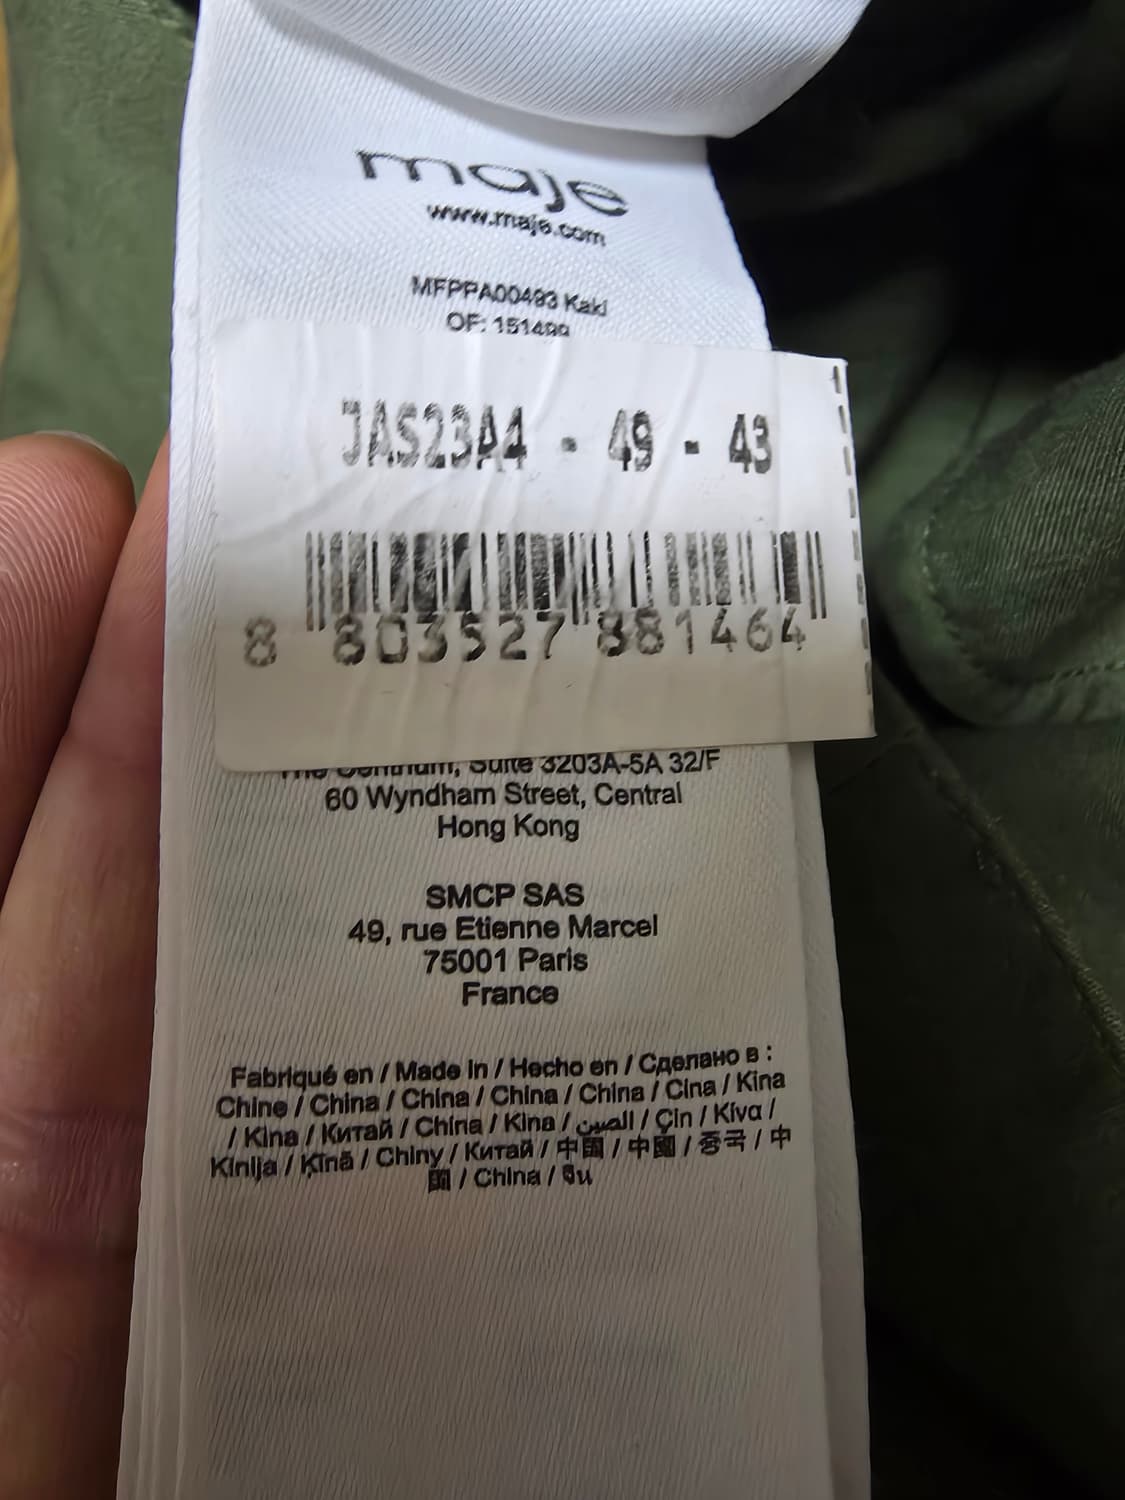 maje
www.maje.com
MFPPA00493 Kaki
OF: 151499
JAS23A4 - 49 - 43
8 803527 881464
The Centrium, Suite 3203A-5A 32/F
60 Wyndham Street, Central
Hong Kong
SMCP SAS
49, rue Etienne Marcel
75001 Paris
France
Fabriqué en / Made in / Hecho en / Сделано в :
Chine / China / China / China / China / Cina / Kina
/ Kina / Китай / China / Kina / الصين / Çin / Kίνα /
Kinija / Ķīnā / Chiny / Китай / 中国 / 中國 / 중국 / 中
国 / China / จีน